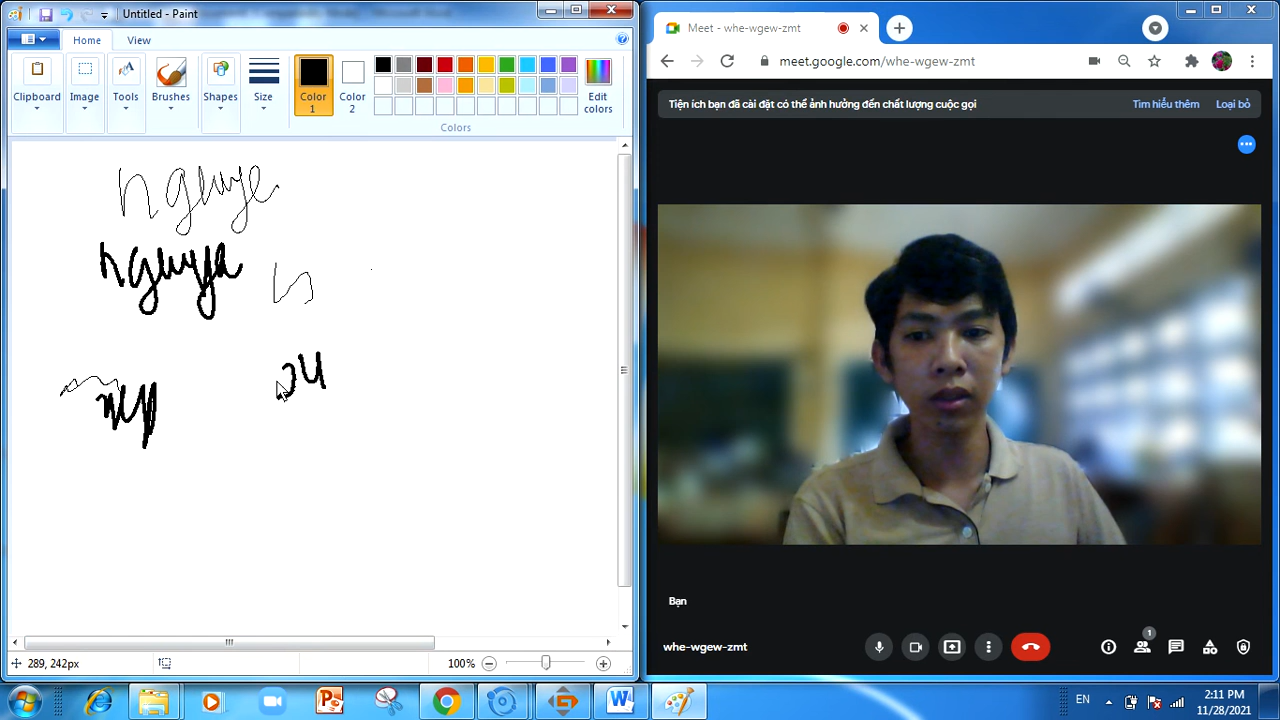 Untitled - Paint
Home View
Clipboard Image Tools Brushes Shapes Size Color 1 Color 2 Edit colors
Colors
nguye
24
289, 242px
100%
Meet - whe-wgew-zmt
meet.google.com/whe-wgew-zmt
Tiện ích bạn đã cài đặt có thể ảnh hưởng đến chất lượng cuộc gọi Tìm hiểu thêm Loại bỏ
Bạn
whe-wgew-zmt
1
EN
2:11 PM
11/28/2021